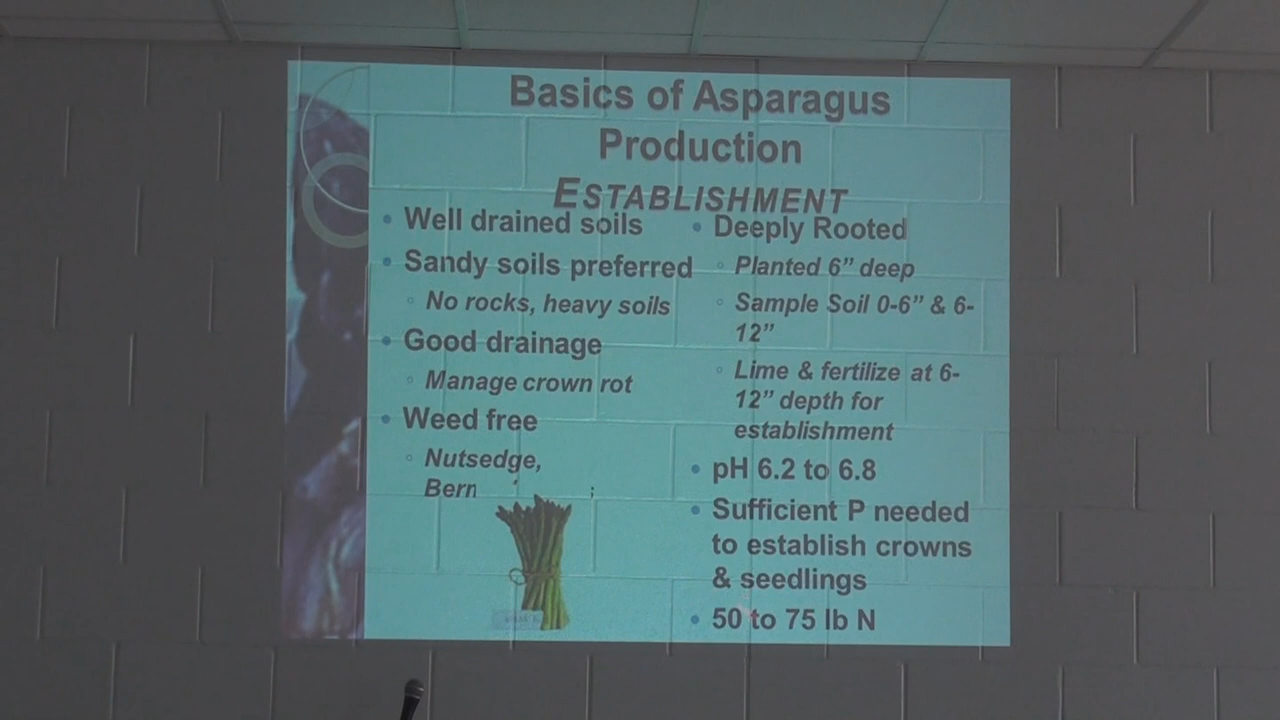 Basics of Asparagus
Production
ESTABLISHMENT
• Well drained soils
• Sandy soils preferred
◦ No rocks, heavy soils
• Good drainage
◦ Manage crown rot
• Weed free
◦ Nutsedge,
Bern
• Deeply Rooted
◦ Planted 6” deep
◦ Sample Soil 0-6” & 6-
12”
◦ Lime & fertilize at 6-
12” depth for
establishment
• pH 6.2 to 6.8
• Sufficient P needed
to establish crowns
& seedlings
• 50 to 75 lb N